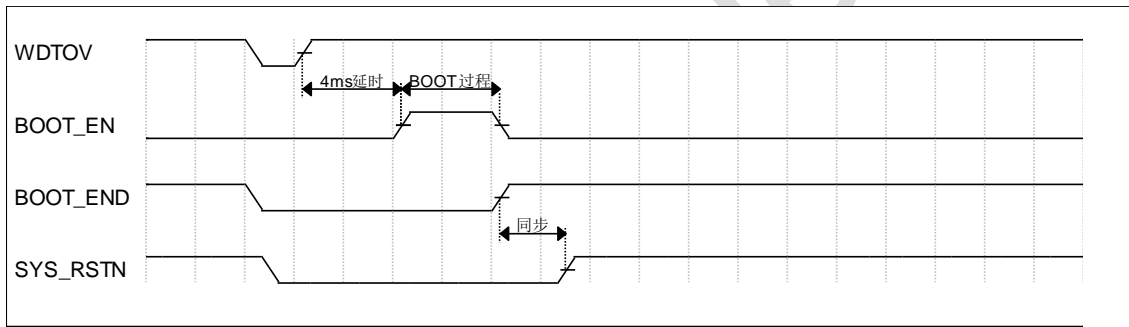 WDTOV
4ms延时 BOOT过程
BOOT_EN
BOOT_END
同步
SYS_RSTN